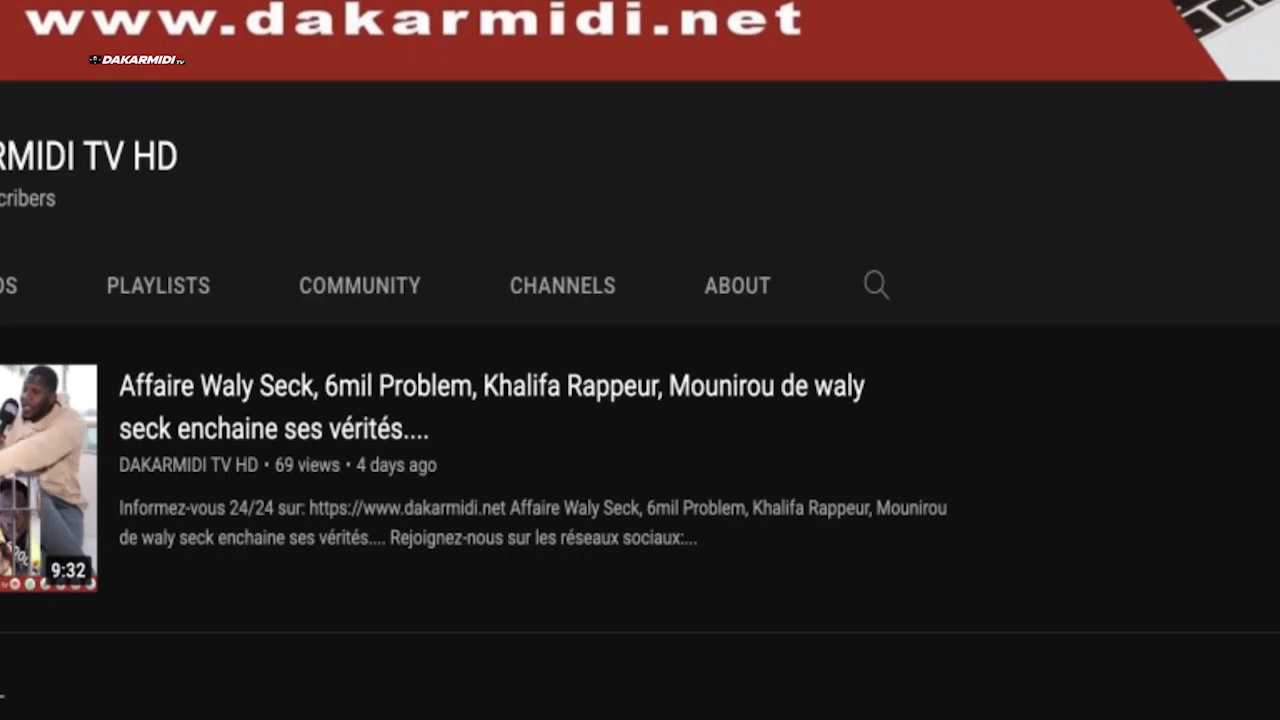 www.dakarmidi.net
DAKARMIDI TV
RMIDI TV HD
cribers
OS
PLAYLISTS
COMMUNITY
CHANNELS
ABOUT
Affaire Waly Seck, 6mil Problem, Khalifa Rappeur, Mounirou de waly
seck enchaine ses vérités....
DAKARMIDI TV HD • 69 views • 4 days ago
Informez-vous 24/24 sur: https://www.dakarmidi.net Affaire Waly Seck, 6mil Problem, Khalifa Rappeur, Mounirou
de waly seck enchaine ses vérités.... Rejoignez-nous sur les réseaux sociaux:...
9:32